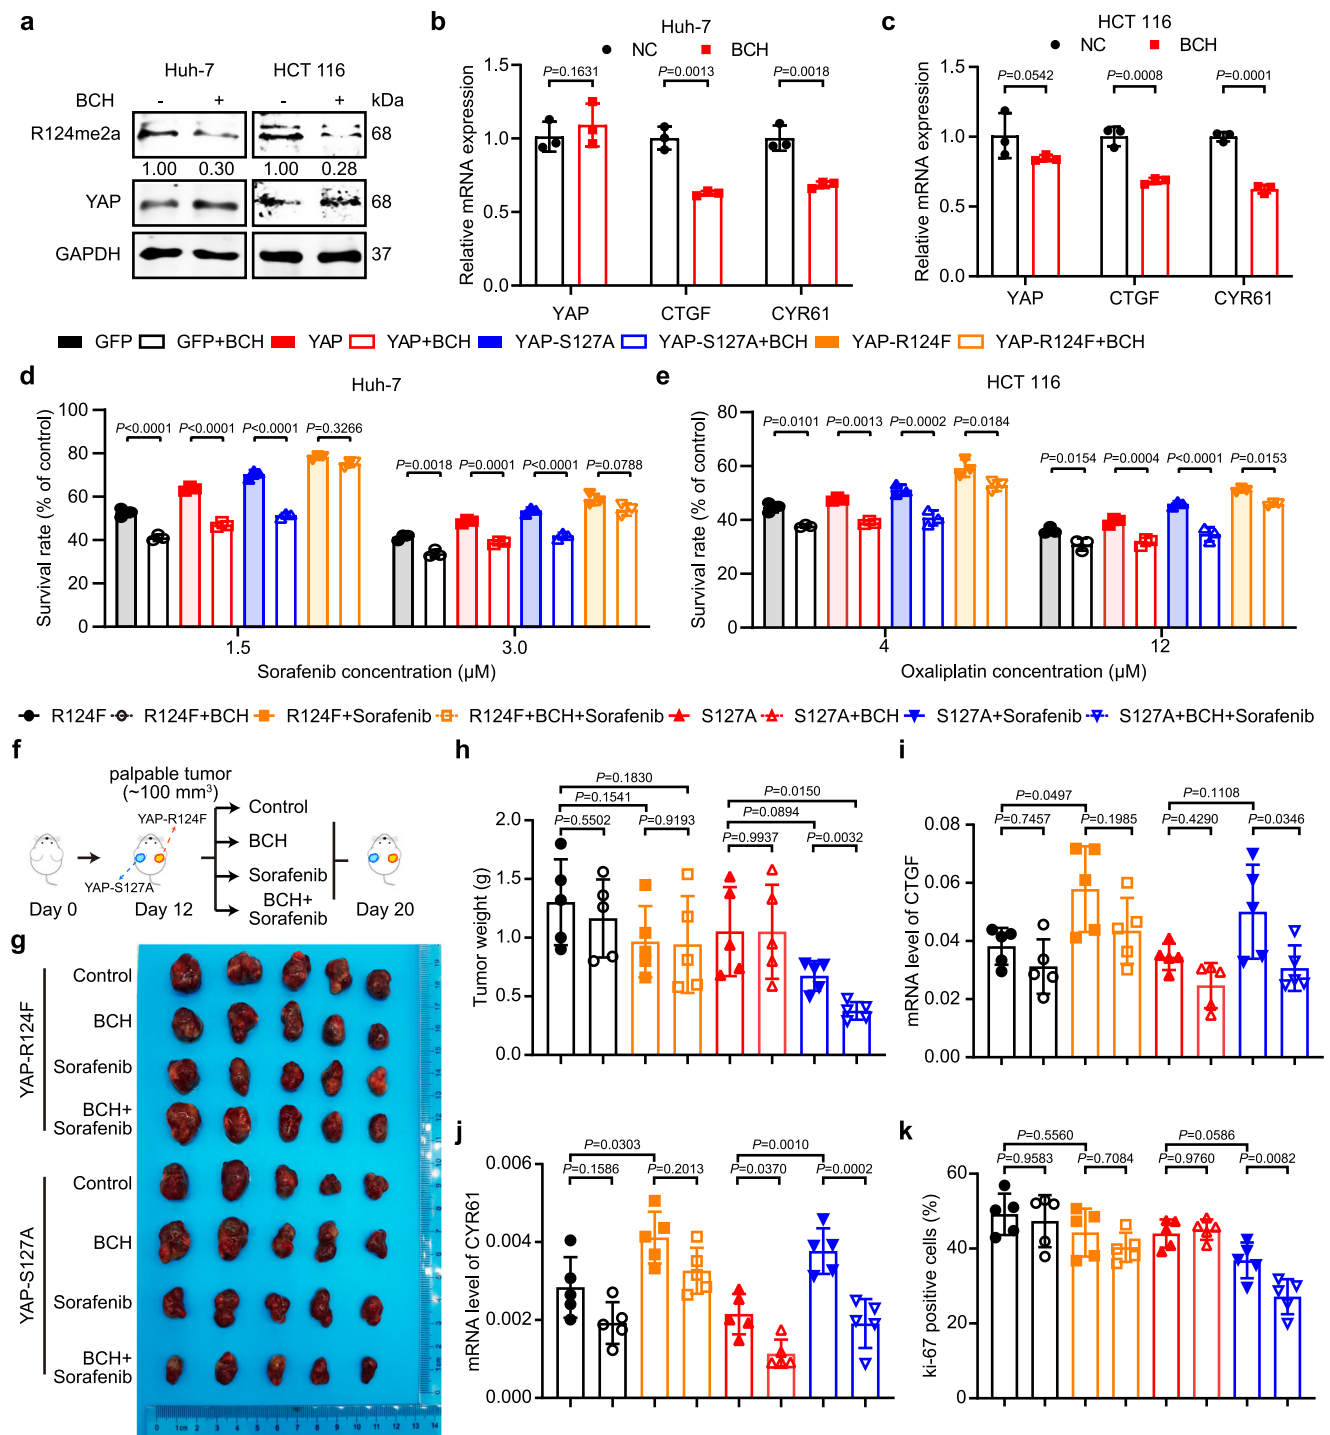 a
Huh-7 HCT 116
BCH - + - + kDa
R124me2a 68
1.00 0.30 1.00 0.28
YAP 68
GAPDH 37
b
Huh-7
NC BCH
Relative mRNA expression
1.5
1.0
0.5
0.0
P=0.1631 P=0.0013 P=0.0018
YAP CTGF CYR61
c
HCT 116
NC BCH
Relative mRNA expression
1.5
1.0
0.5
0.0
P=0.0542 P=0.0008 P=0.0001
YAP CTGF CYR61
GFP GFP+BCH YAP YAP+BCH YAP-S127A YAP-S127A+BCH YAP-R124F YAP-R124F+BCH
d
Huh-7
Survival rate (% of control)
100
80
60
40
20
0
P<0.0001 P<0.0001 P<0.0001 P=0.3266
P=0.0018 P=0.0001 P<0.0001 P=0.0788
1.5 3.0
Sorafenib concentration (μM)
e
HCT 116
Survival rate (% of control)
80
60
40
20
0
P=0.0101 P=0.0013 P=0.0002 P=0.0184
P=0.0154 P=0.0004 P<0.0001 P=0.0153
4 12
Oxaliplatin concentration (μM)
R124F R124F+BCH R124F+Sorafenib R124F+BCH+Sorafenib S127A S127A+BCH S127A+Sorafenib S127A+BCH+Sorafenib
f
palpable tumor
(~100 mm³)
YAP-R124F
YAP-S127A
Control
BCH
Sorafenib
BCH+
Sorafenib
Day 0 Day 12 Day 20
g
YAP-R124F
Control
BCH
Sorafenib
BCH+
Sorafenib
YAP-S127A
Control
BCH
Sorafenib
BCH+
Sorafenib
0 1cm 2 3 4 5 6 7 8 9 10 11 12 13 14
h
Tumor weight (g)
2.0
1.5
1.0
0.5
0.0
P=0.1830
P=0.1541
P=0.5502 P=0.9193
P=0.0150
P=0.0894
P=0.9937 P=0.0032
i
mRNA level of CTGF
0.08
0.06
0.04
0.02
0.00
P=0.0497
P=0.7457 P=0.1985
P=0.1108
P=0.4290 P=0.0346
j
mRNA level of CYR61
0.006
0.004
0.002
0.000
P=0.0303
P=0.1586 P=0.2013
P=0.0010
P=0.0370 P=0.0002
k
ki-67 positive cells (%)
60
40
20
0
P=0.5560
P=0.9583 P=0.7084
P=0.0586
P=0.9760 P=0.0082